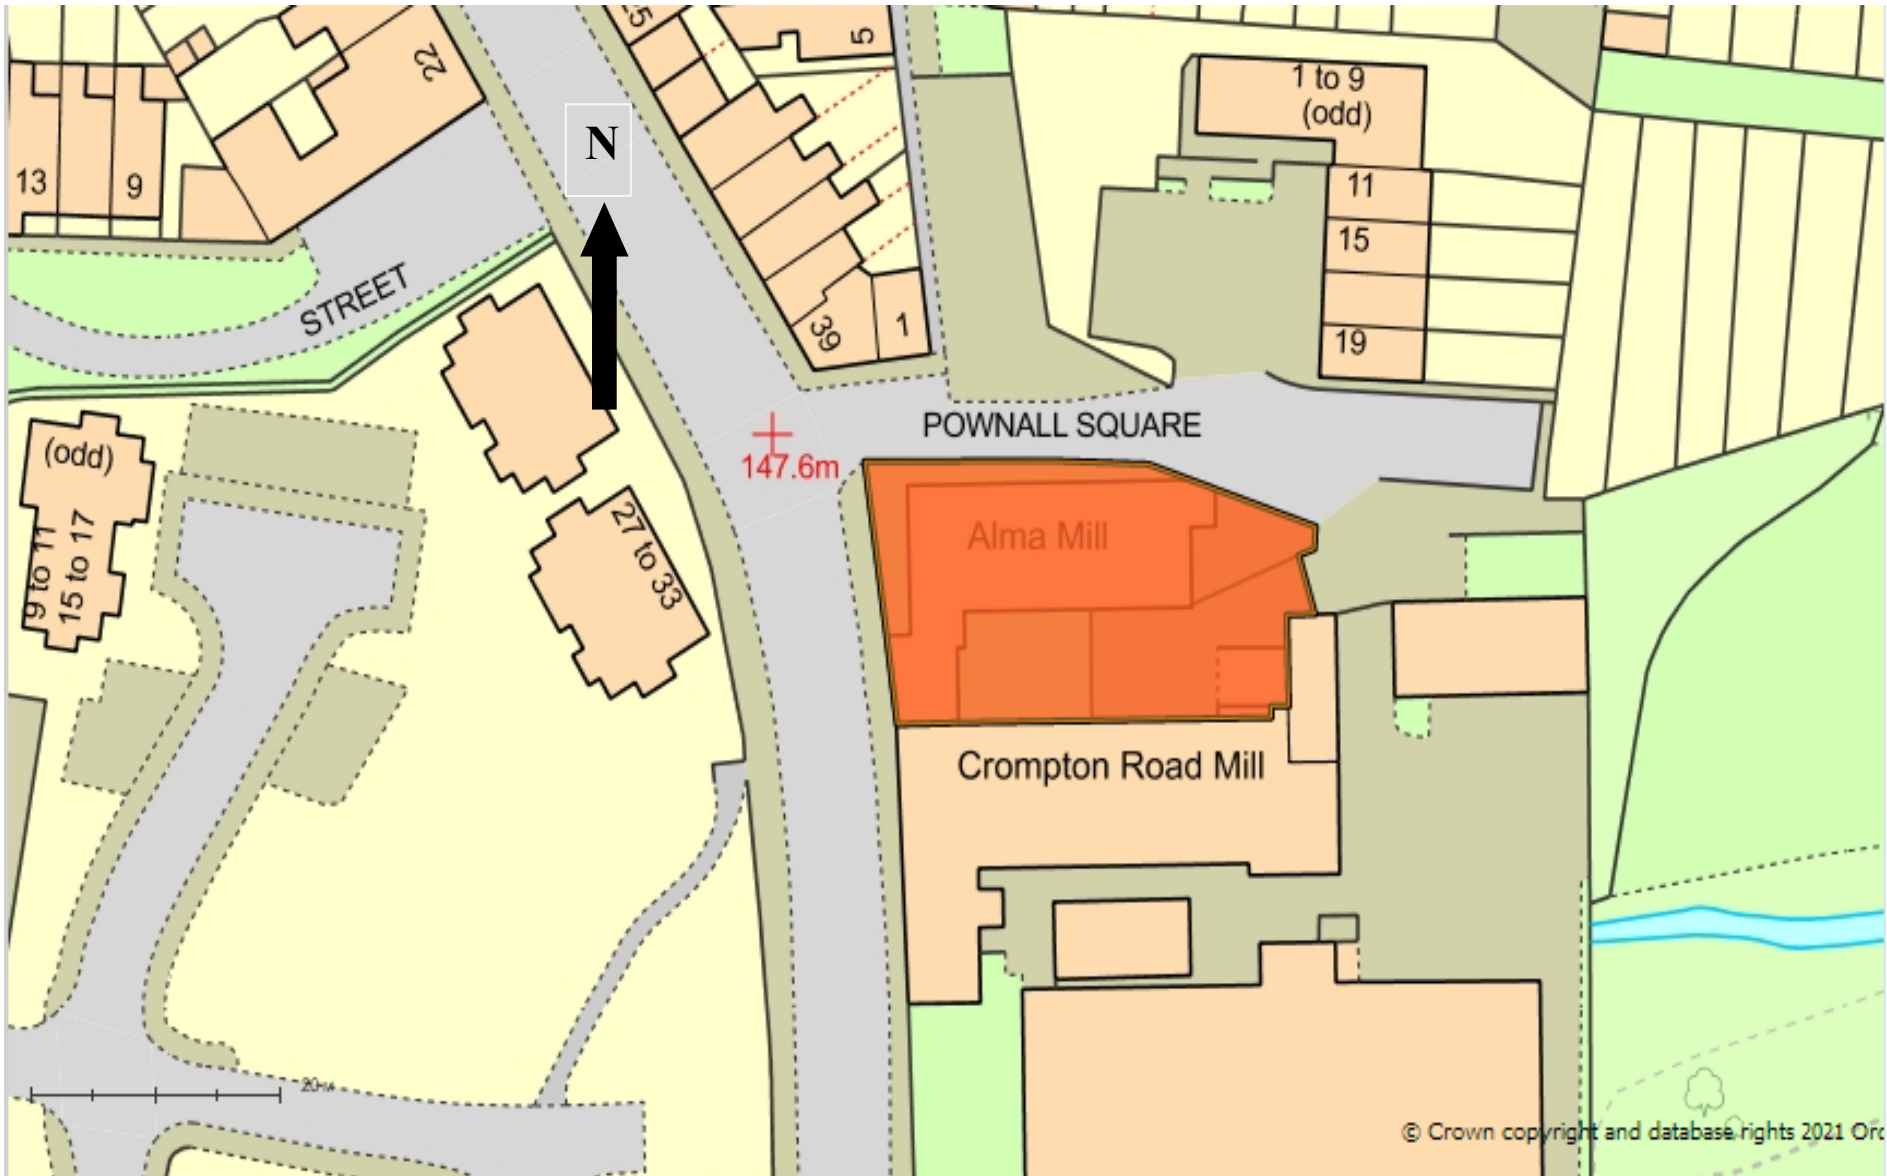 22
5
N
13
9
1 to 9
(odd)
11
15
19
STREET
39
1
POWNALL SQUARE
147.6m
(odd)
9 to 11
15 to 17
27 to 33
Alma Mill
Crompton Road Mill
20 м
© Crown copyright and database rights 2021